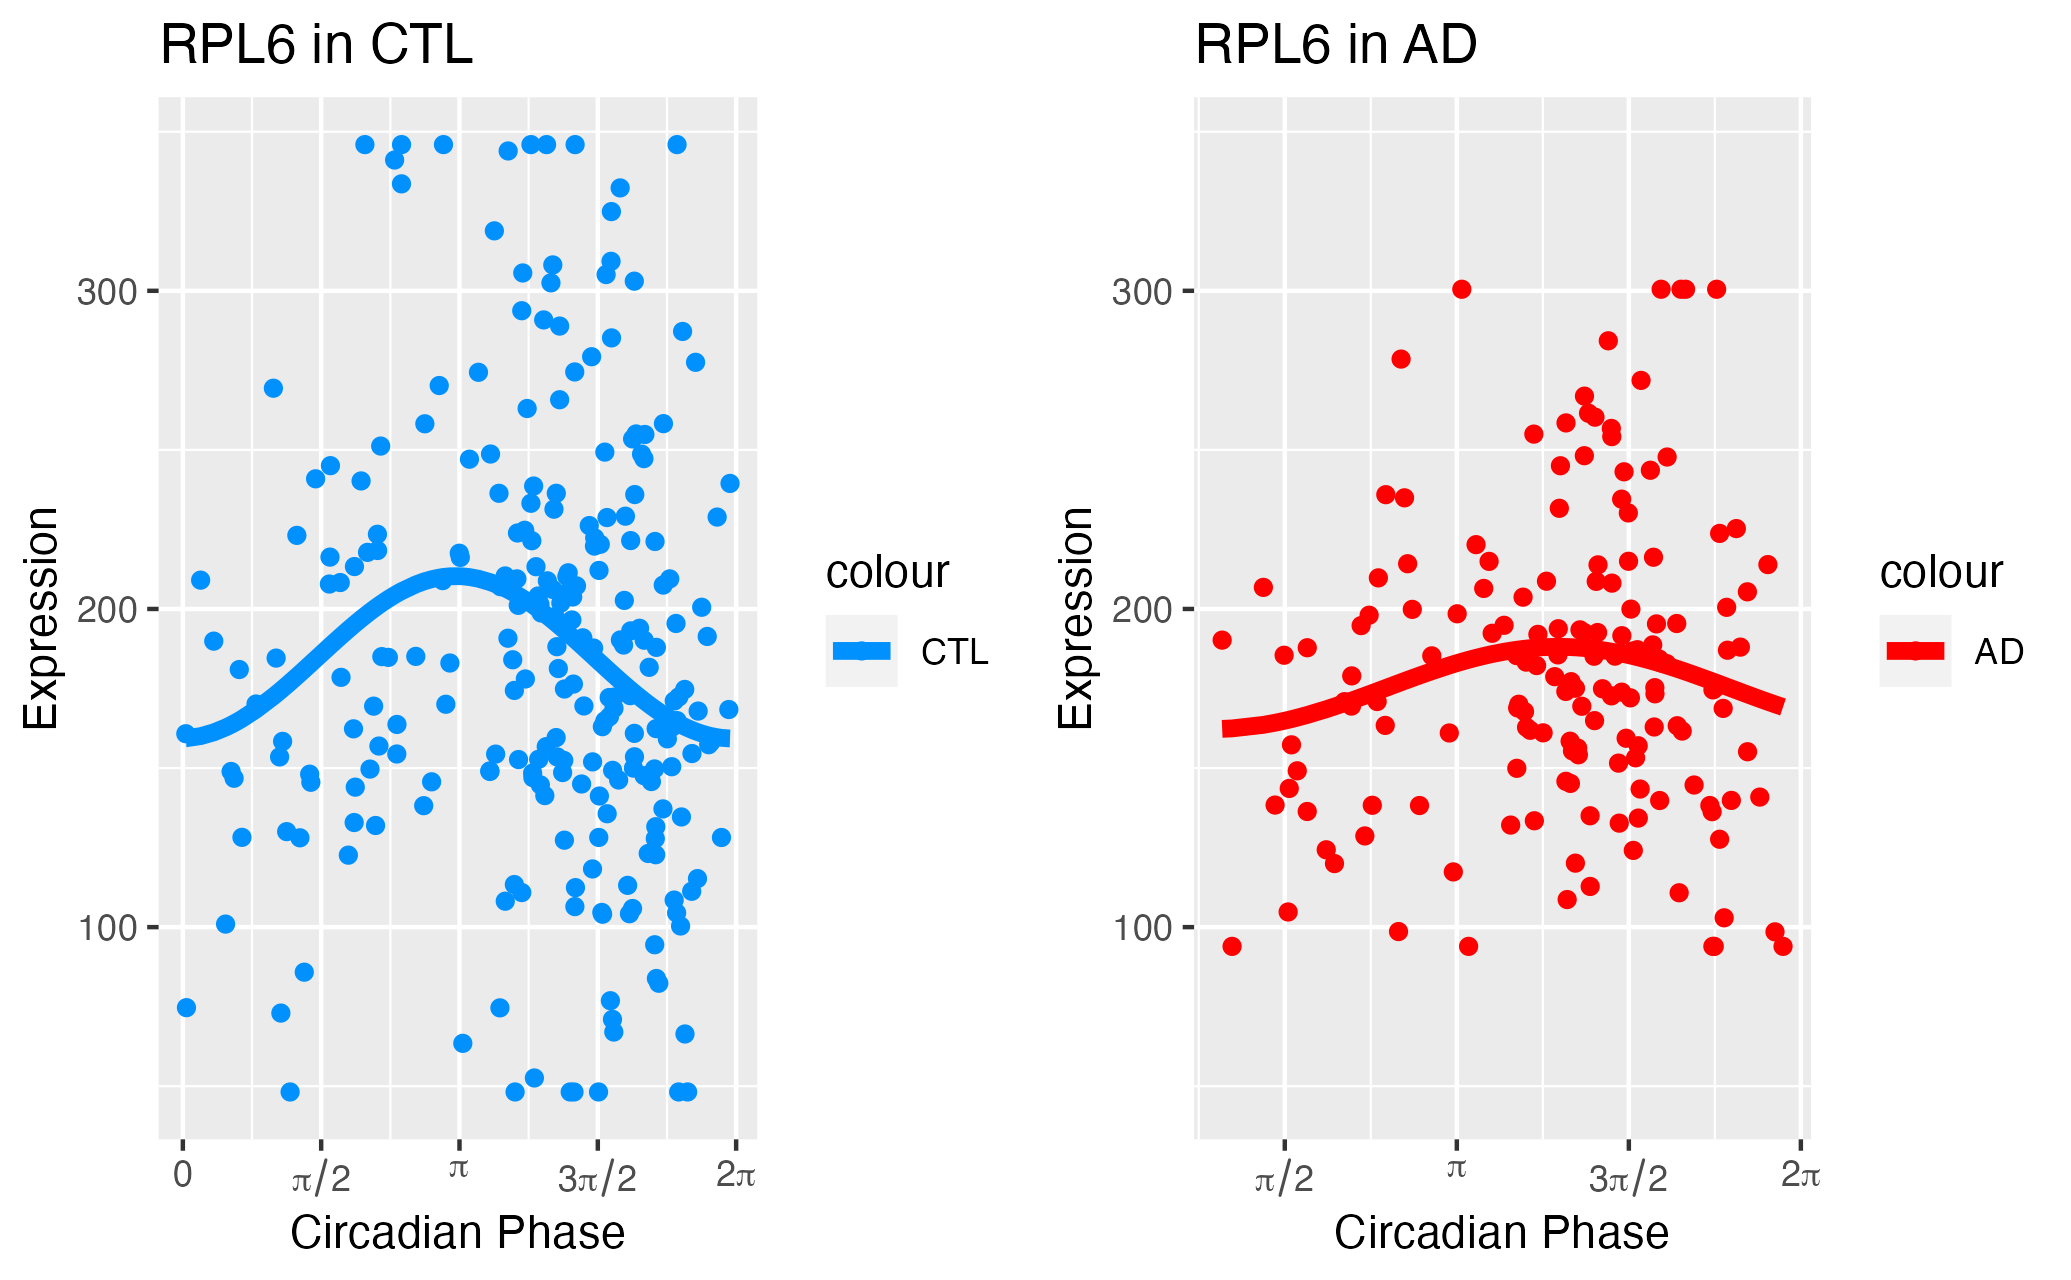 RPL6 in CTL
Expression
300
200
100
0
π/2
π
3π/2
2π
Circadian Phase
colour
CTL
RPL6 in AD
Expression
300
200
100
π/2
π
3π/2
2π
Circadian Phase
colour
AD